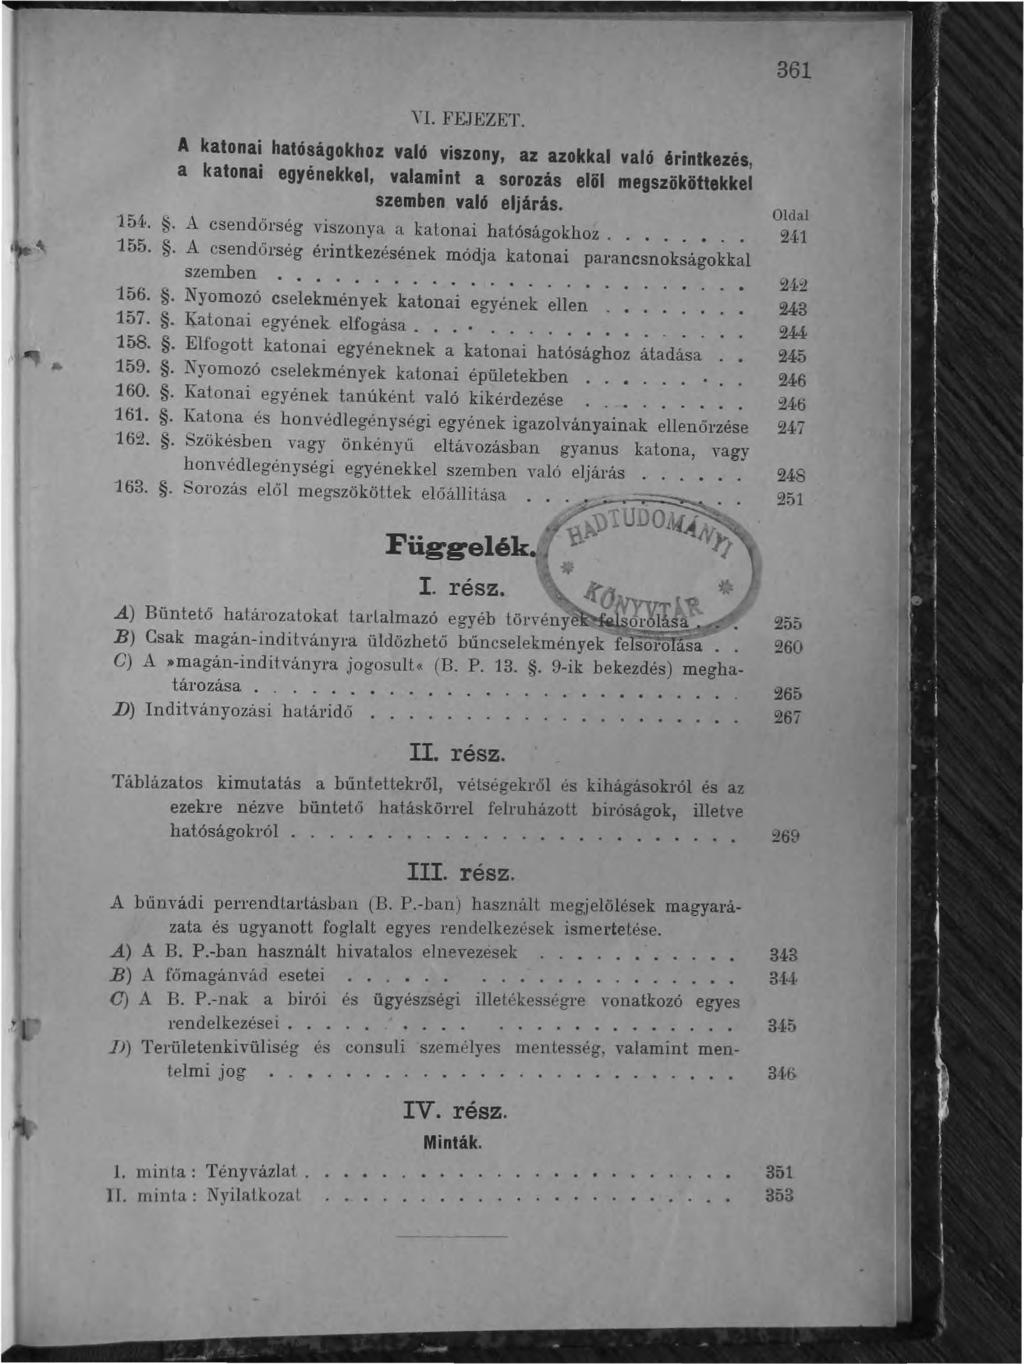 361
VI. FEJEZET.
A katonai hatóságokhoz való viszony, az azokkal való érintkezés,
a katonai egyénekkel, valamint a sorozás elől megszököttekkel
szemben való eljárás.
Oldal
154. §. A csendőrség viszonya a katonai hatóságokhoz . . . . . . . . 241
155. §. A csendőrség érintkezésének módja katonai parancsnokságokkal
szemben . . . . . . . . . . . . . . . . . . . . . . . . 242
156. §. Nyomozó cselekmények katonai egyének ellen . . . . . . . . 243
157. §. Katonai egyének elfogása . . . . . . . . . . . . . . . . . 244
158. §. Elfogott katonai egyéneknek a katonai hatósághoz átadása . . 245
159. §. Nyomozó cselekmények katonai épületekben . . . . . . . . . 246
160. §. Katonai egyének tanúként való kikérdezése . . . . . . . . . 246
161. §. Katona és honvédlegénységi egyének igazolványainak ellenőrzése 247
162. §. Szökésben vagy önkényű eltávozásban gyanus katona, vagy
honvédlegénységi egyénekkel szemben való eljárás . . . . . . 248
163. §. Sorozás elől megszököttek előállitása . . . . . . . . . . . . 251
HADTUDOMÁNYI
* KÖNYVTÁR *
Függelék.
I. rész.
A) Büntető határozatokat tartalmazó egyéb törvények felsorolása . . . 255
B) Csak magán-inditványra üldözhető bűncselekmények felsorolása . . 260
C) A »magán-inditványra jogosult« (B. P. 13. §. 9-ik bekezdés) megha-
tározása . . . . . . . . . . . . . . . . . . . . . . . . . 265
D) Inditványozási határidő . . . . . . . . . . . . . . . . . . . . 267
II. rész.
Táblázatos kimutatás a bűntettekről, vétségekről és kihágásokról és az
ezekre nézve büntető hatáskörrel felruházott biróságok, illetve
hatóságokról . . . . . . . . . . . . . . . . . . . . . . . . 269
III. rész.
A bűnvádi perrendtartásban (B. P.-ban) használt megjelölések magyará-
zata és ugyanott foglalt egyes rendelkezések ismertetése.
A) A B. P.-ban használt hivatalos elnevezések . . . . . . . . . . . 343
B) A főmagánvád esetei . . . . . . . . . . . . . . . . . . . . 344
C) A B. P.-nak a birói és ügyészségi illetékességre vonatkozó egyes
rendelkezései . . . . . . . . . . . . . . . . . . . . . . . 345
D) Területenkivüliség és consuli személyes mentesség, valamint men-
telmi jog . . . . . . . . . . . . . . . . . . . . . . . . . 346
IV. rész.
Minták.
I. minta : Tényvázlat . . . . . . . . . . . . . . . . . . . . . . . 351
II. minta : Nyilatkozat . . . . . . . . . . . . . . . . . . . . . . 353